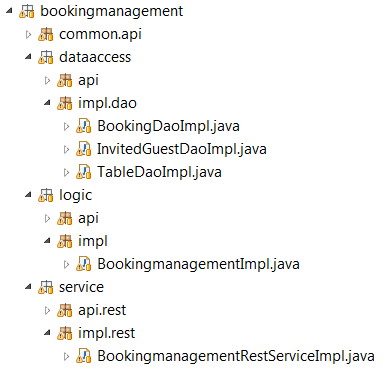 bookingmanagement
common.api
dataaccess
api
impl.dao
BookingDaoImpl.java
InvitedGuestDaoImpl.java
TableDaoImpl.java
logic
api
impl
BookingmanagementImpl.java
service
api.rest
impl.rest
BookingmanagementRestServiceImpl.java